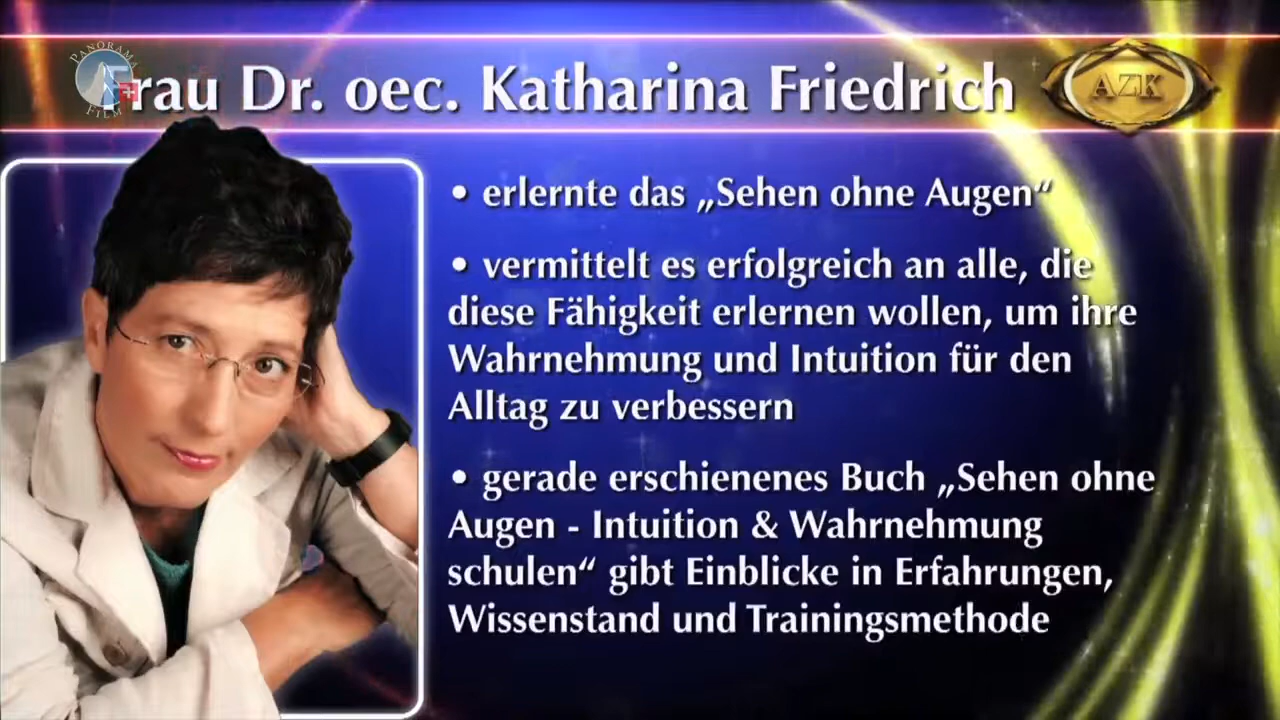 PANORAMA
FILM
Frau Dr. oec. Katharina Friedrich
AZK
• erlernte das „Sehen ohne Augen“
• vermittelt es erfolgreich an alle, die
diese Fähigkeit erlernen wollen, um ihre
Wahrnehmung und Intuition für den
Alltag zu verbessern
• gerade erschienenes Buch „Sehen ohne
Augen - Intuition & Wahrnehmung
schulen“ gibt Einblicke in Erfahrungen,
Wissenstand und Trainingsmethode